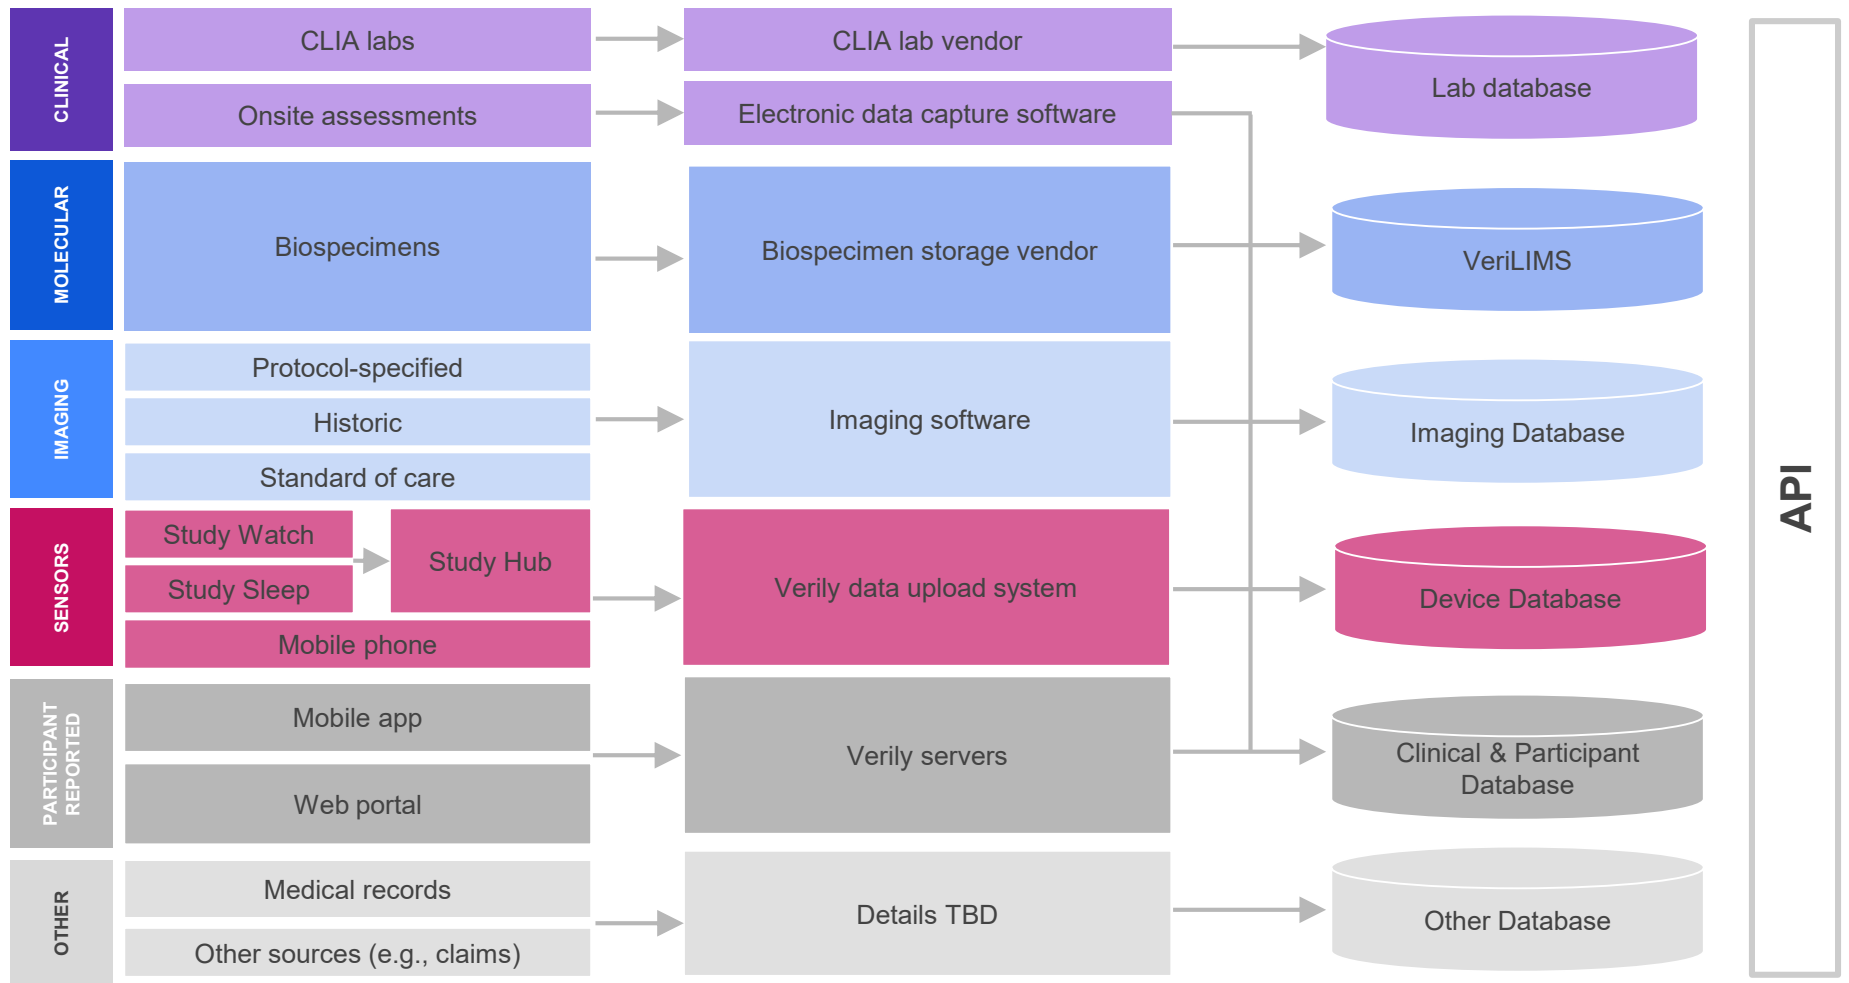 CLINICAL
CLIA labs
CLIA lab vendor
Lab database
Onsite assessments
Electronic data capture software
MOLECULAR
Biospecimens
Biospecimen storage vendor
VeriLIMS
IMAGING
Protocol-specified
Historic
Standard of care
Imaging software
Imaging Database
SENSORS
Study Watch
Study Sleep
Study Hub
Mobile phone
Verily data upload system
Device Database
PARTICIPANT
REPORTED
Mobile app
Web portal
Verily servers
Clinical & Participant
Database
OTHER
Medical records
Other sources (e.g., claims)
Details TBD
Other Database
API